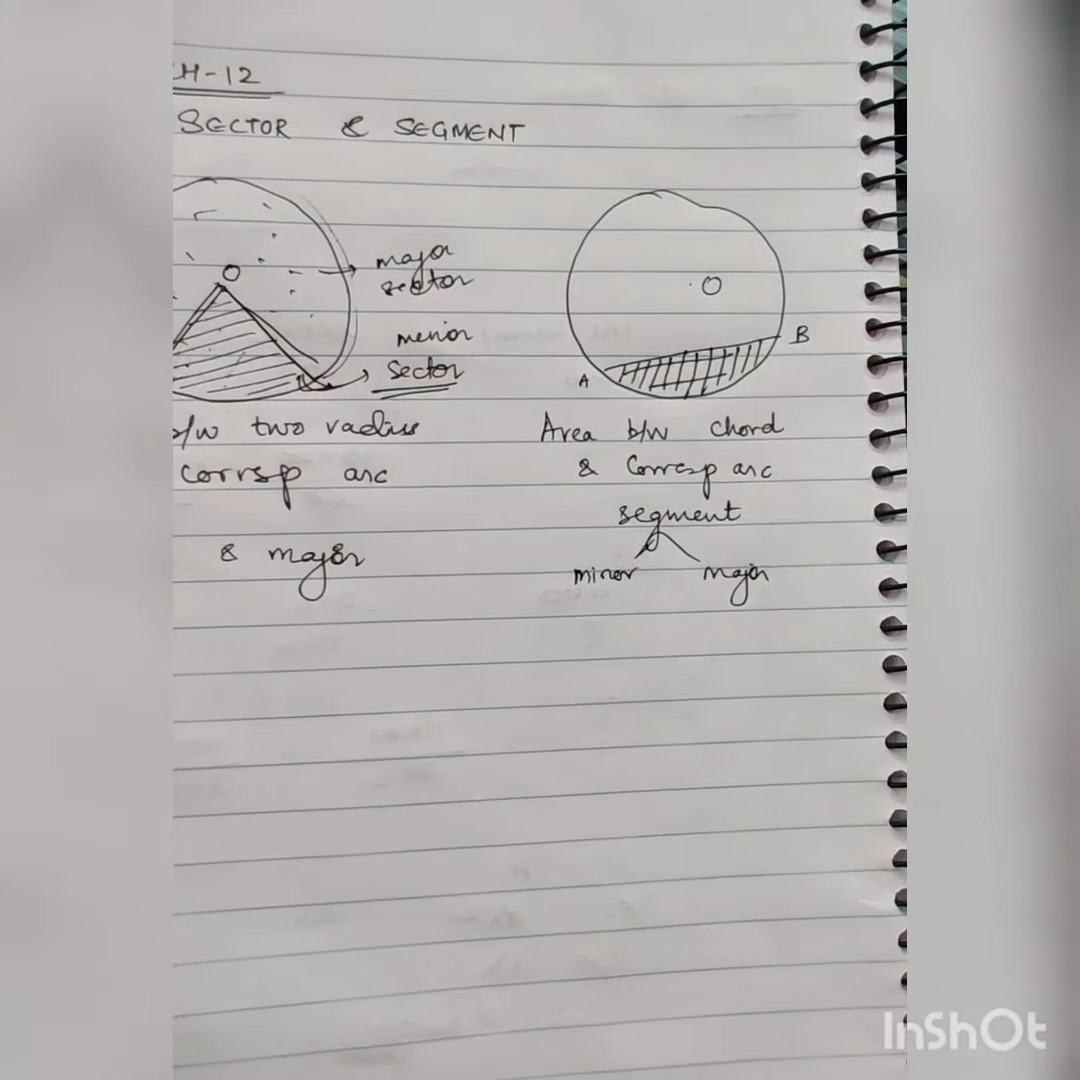 H-12
SECTOR & SEGMENT
O
major
sector
menior
sector
b/w two radius
corrsp arc
& major
O
B
A
Area b/w chord
& corresp arc
segment
minor major
InShOt